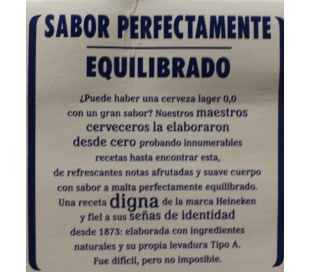 SABOR PERFECTAMENTE
EQUILIBRADO
¿Puede haber una cerveza lager 0,0
con un gran sabor? Nuestros maestros
cerveceros la elaboraron
desde cero probando innumerables
recetas hasta encontrar esta,
de refrescantes notas afrutadas y suave cuerpo
con sabor a malta perfectamente equilibrado.
Una receta digna de la marca Heineken
y fiel a sus señas de identidad
desde 1873: elaborada con ingredientes
naturales y su propia levadura Tipo A.
Fue difícil, pero no imposible.